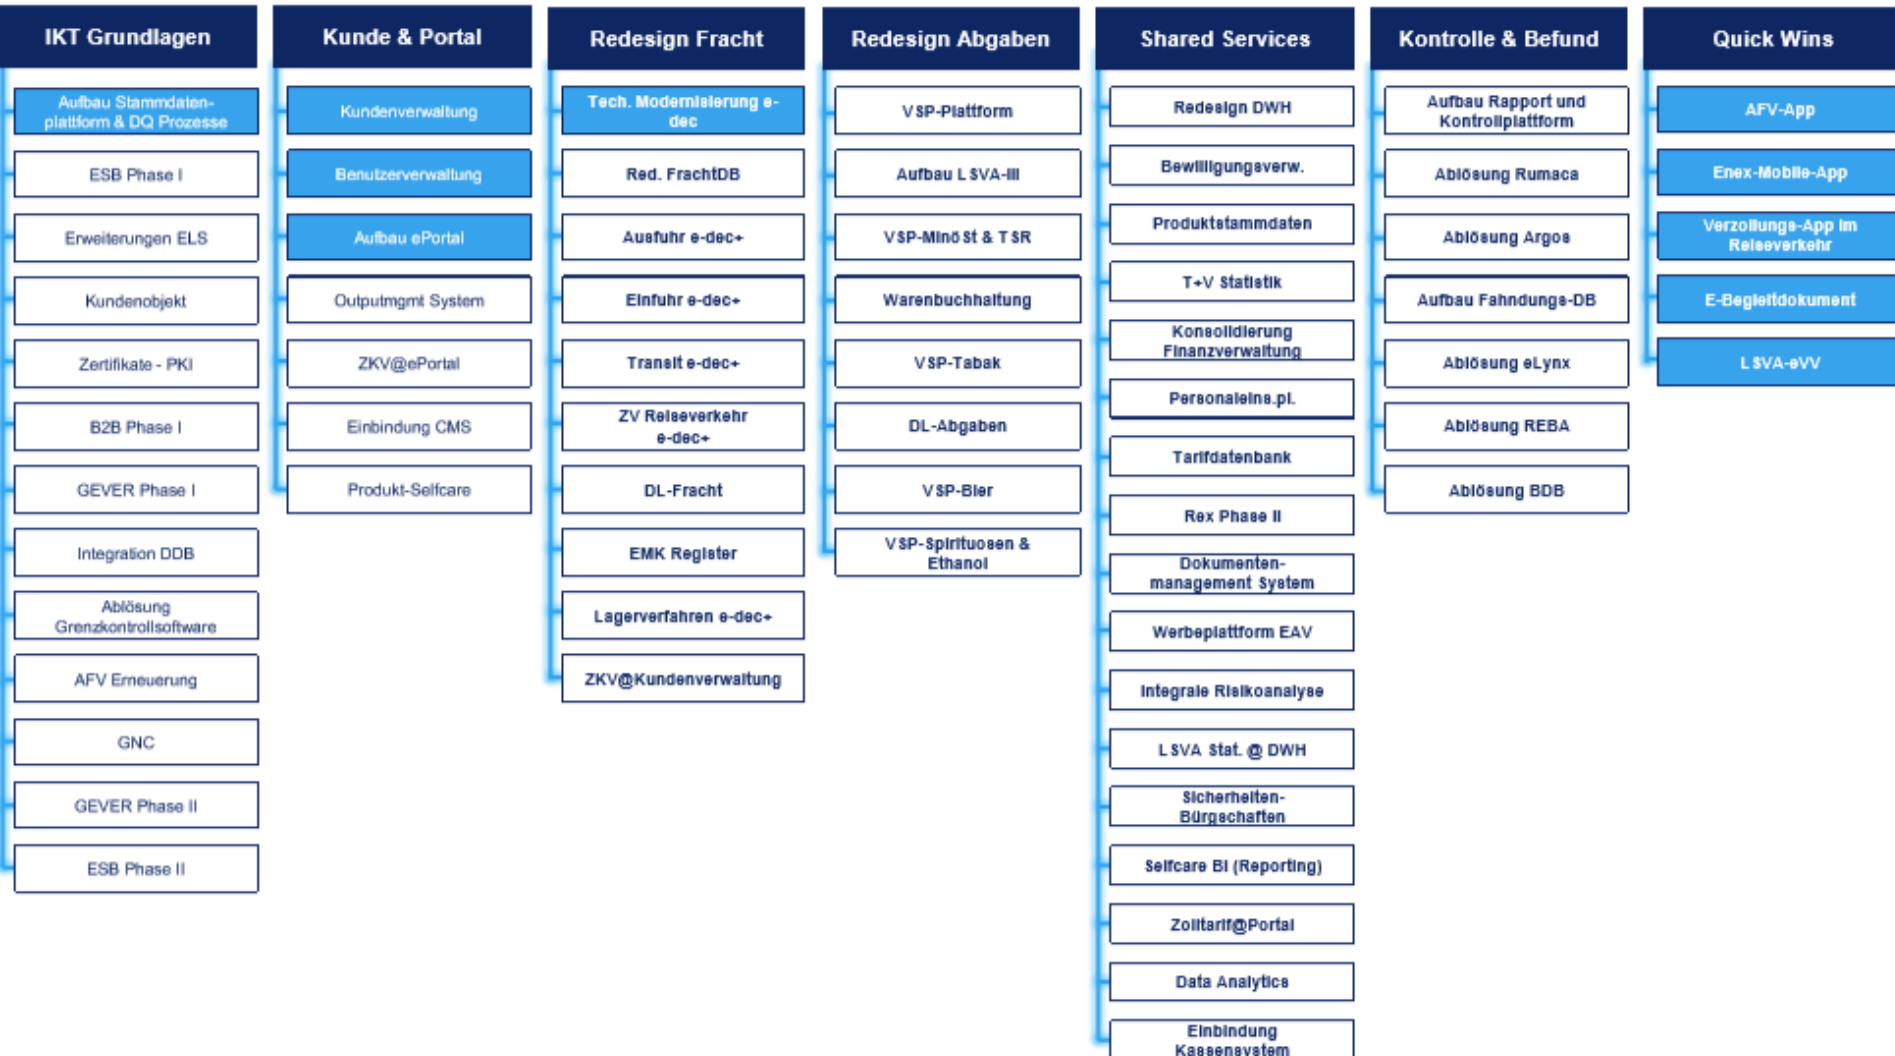 IKT Grundlagen
Aufbau Stammdaten-
plattform & DQ Prozesse
ESB Phase I
Erweiterungen ELS
Kundenobjekt
Zertifikate - PKI
B2B Phase I
GEVER Phase I
Integration DDB
Ablösung
Grenzkontrollsoftware
AFV Erneuerung
GNC
GEVER Phase II
ESB Phase II
Kunde & Portal
Kundenverwaltung
Benutzerverwaltung
Aufbau ePortal
Outputmgmt System
ZKV@ePortal
Einbindung CMS
Produkt-Selfcare
Redesign Fracht
Tech. Modernisierung e-
dec
Red. FrachtDB
Ausfuhr e-dec+
Einfuhr e-dec+
Transit e-dec+
ZV Reiseverkehr
e-dec+
DL-Fracht
EMK Register
Lagerverfahren e-dec+
ZKV@Kundenverwaltung
Redesign Abgaben
VSP-Plattform
Aufbau LSVA-III
VSP-MinöSt & TSR
Warenbuchhaltung
VSP-Tabak
DL-Abgaben
VSP-Bier
VSP-Spirituosen &
Ethanol
Shared Services
Redesign DWH
Bewilligungsverw.
Produktstammdaten
T+V Statistik
Konsolidierung
Finanzverwaltung
Personaleins.pl.
Tarifdatenbank
Rex Phase II
Dokumenten-
management System
Werbeplattform EAV
Integrale Risikoanalyse
LSVA Stat. @ DWH
Sicherheiten-
Bürgschaften
Selfcare BI (Reporting)
Zolltarif@Portal
Data Analytics
Einbindung
Kassensystem
Kontrolle & Befund
Aufbau Rapport und
Kontrollplattform
Ablösung Rumaca
Ablösung Argos
Aufbau Fahndungs-DB
Ablösung eLynx
Ablösung REBA
Ablösung BDB
Quick Wins
AFV-App
Enex-Mobile-App
Verzollungs-App im
Reiseverkehr
E-Begleitdokument
LSVA-eVV